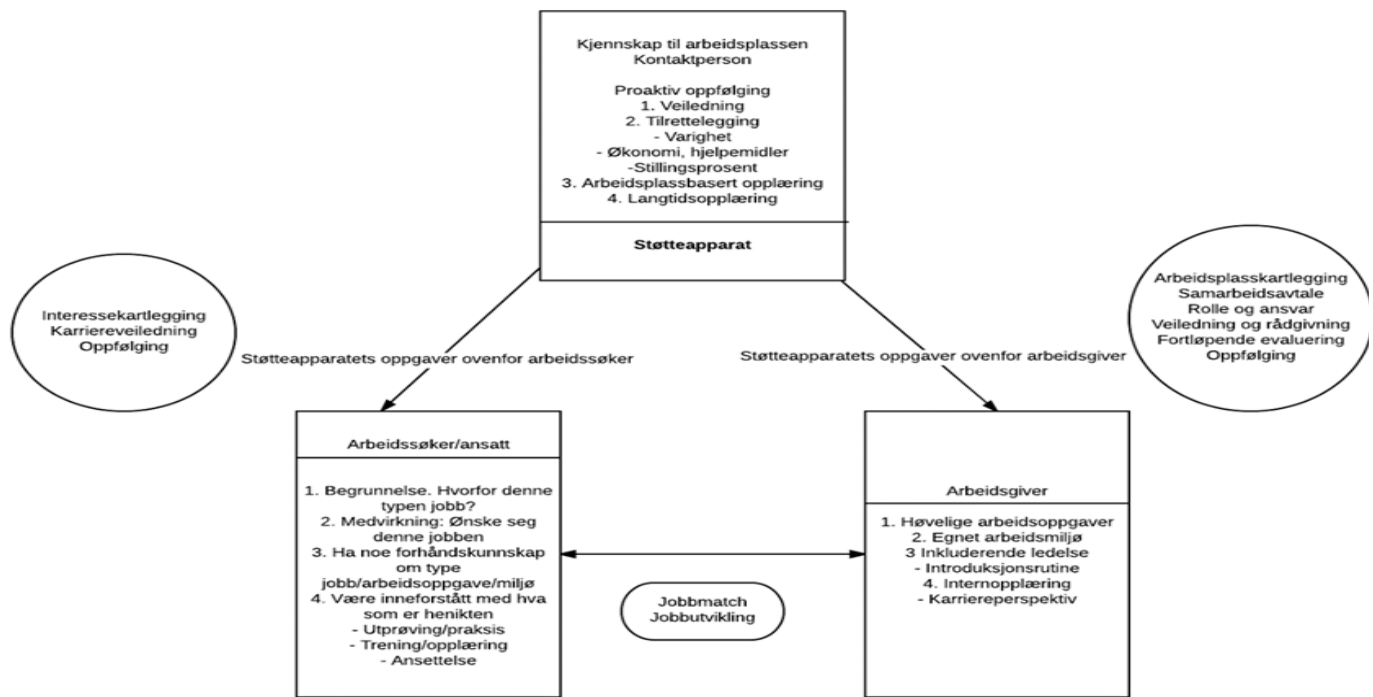 Kjennskap til arbeidsplassen
Kontaktperson
Proaktiv oppfølging
1. Veiledning
2. Tilrettelegging
- Varighet
- Økonomi, hjelpemidler
-Stillingsprosent
3. Arbeidsplassbasert opplæring
4. Langtidsopplæring
Støtteapparat
Interessekartlegging
Karriereveiledning
Oppfølging
Støtteapparatets oppgaver ovenfor arbeidssøker
Støtteapparatets oppgaver ovenfor arbeidsgiver
Arbeidsplasskartlegging
Samarbeidsavtale
Rolle og ansvar
Veiledning og rådgivning
Fortløpende evaluering
Oppfølging
Arbeidssøker/ansatt
1. Begrunnelse. Hvorfor denne
typen jobb?
2. Medvirkning: Ønske seg
denne jobben
3. Ha noe forhåndskunnskap
om type
jobb/arbeidsoppgave/miljø
4. Være inneforstått med hva
som er henikten
- Utprøving/praksis
- Trening/opplæring
- Ansettelse
Jobbmatch
Jobbutvikling
Arbeidsgiver
1. Høvelige arbeidsoppgaver
2. Egnet arbeidsmiljø
3 Inkluderende ledelse
- Introduksjonsrutine
4. Internopplæring
- Karriereperspektiv